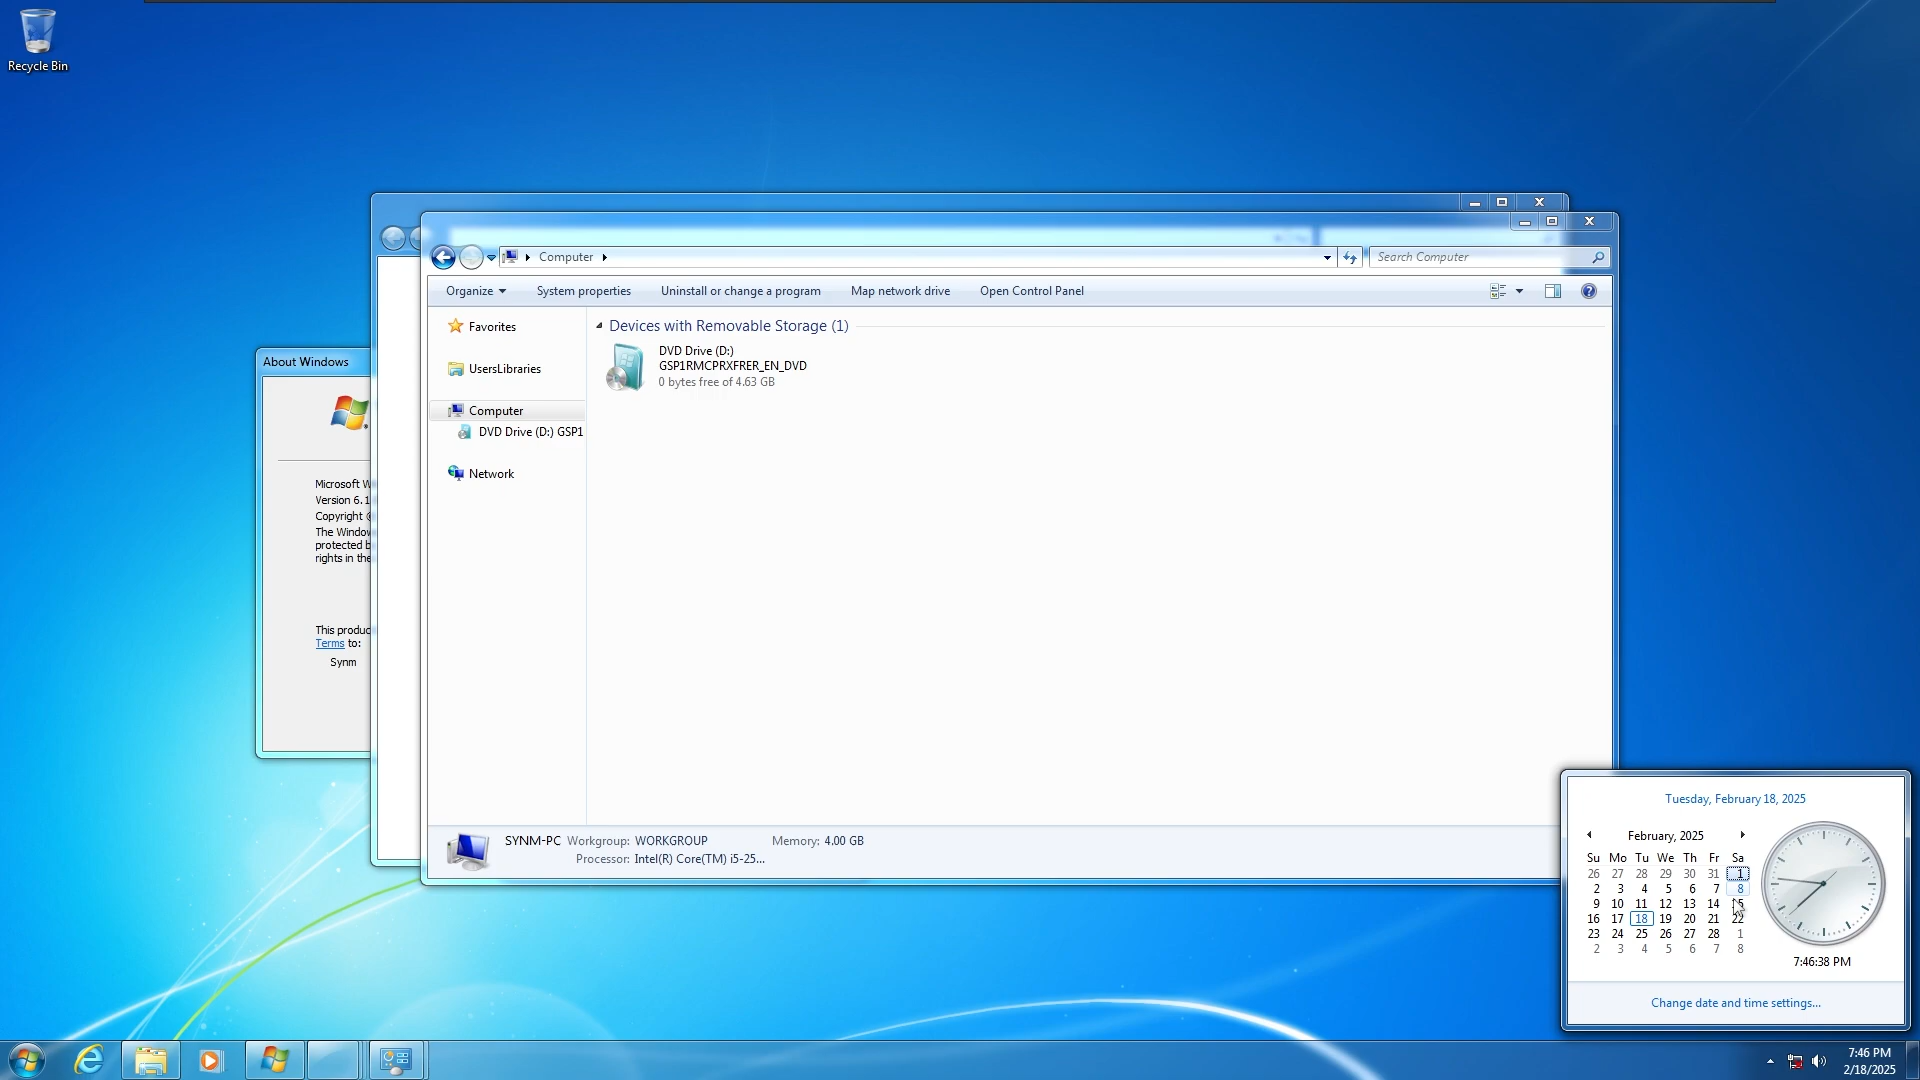 Recycle Bin
About Windows
Microsoft W
Version 6.1
Copyright ©
The Window
protected b
rights in the
This produc
Terms to:
Synm
Computer
Search Computer
Organize
System properties
Uninstall or change a program
Map network drive
Open Control Panel
Favorites
UsersLibraries
Computer
DVD Drive (D:) GSP1
Network
Devices with Removable Storage (1)
DVD Drive (D:)
GSP1RMCPRXFRER_EN_DVD
0 bytes free of 4.63 GB
SYNM-PC Workgroup: WORKGROUP Memory: 4.00 GB
Processor: Intel(R) Core(TM) i5-25...
Tuesday, February 18, 2025
February, 2025
Su Mo Tu We Th Fr Sa
26 27 28 29 30 31 1
2 3 4 5 6 7 8
9 10 11 12 13 14 15
16 17 18 19 20 21 22
23 24 25 26 27 28 1
2 3 4 5 6 7 8
7:46:38 PM
Change date and time settings...
7:46 PM
2/18/2025